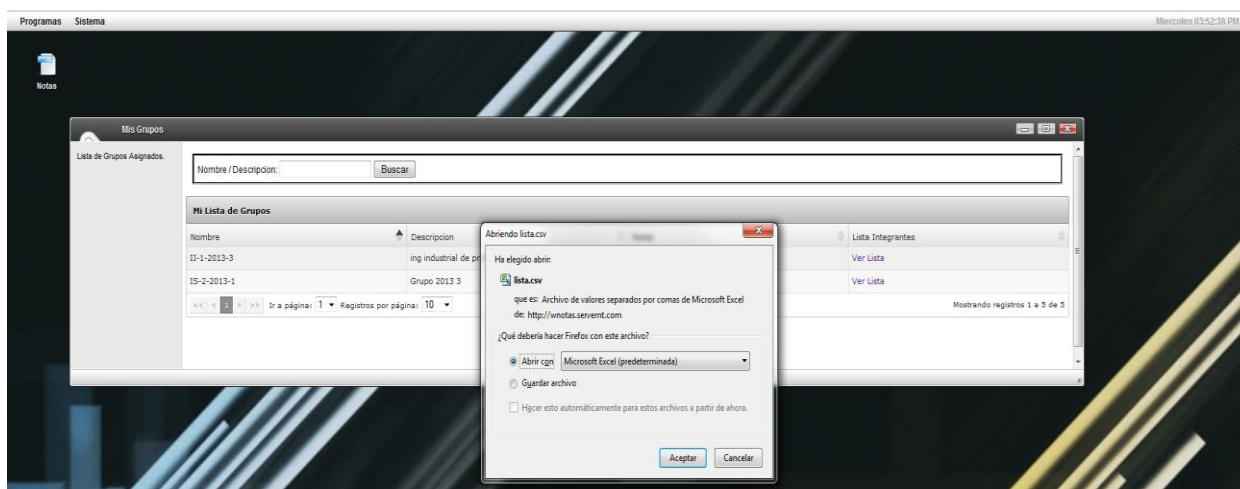 Programas Sistema Miercoles 03:52:38 PM
Notas
Mis Grupos
Lista de Grupos Asignados.
Nombre / Descripcion: Buscar
Mi Lista de Grupos
Nombre Descripcion Lista Integrantes
II-1-2013-3 ing industrial de pr Ver Lista
IS-2-2013-1 Grupo 2013 3 Ver Lista
<< < 1 > >> Ir a página: 1 Registros por página: 10 Mostrando registros 1 a 5 de 5
Abriendo lista.csv
Ha elegido abrir:
lista.csv
que es: Archivo de valores separados por comas de Microsoft Excel
de: http://wnotas.servemt.com
¿Qué debería hacer Firefox con este archivo?
Abrir con Microsoft Excel (predeterminada)
Guardar archivo
Hacer esto automáticamente para estos archivos a partir de ahora.
Aceptar Cancelar